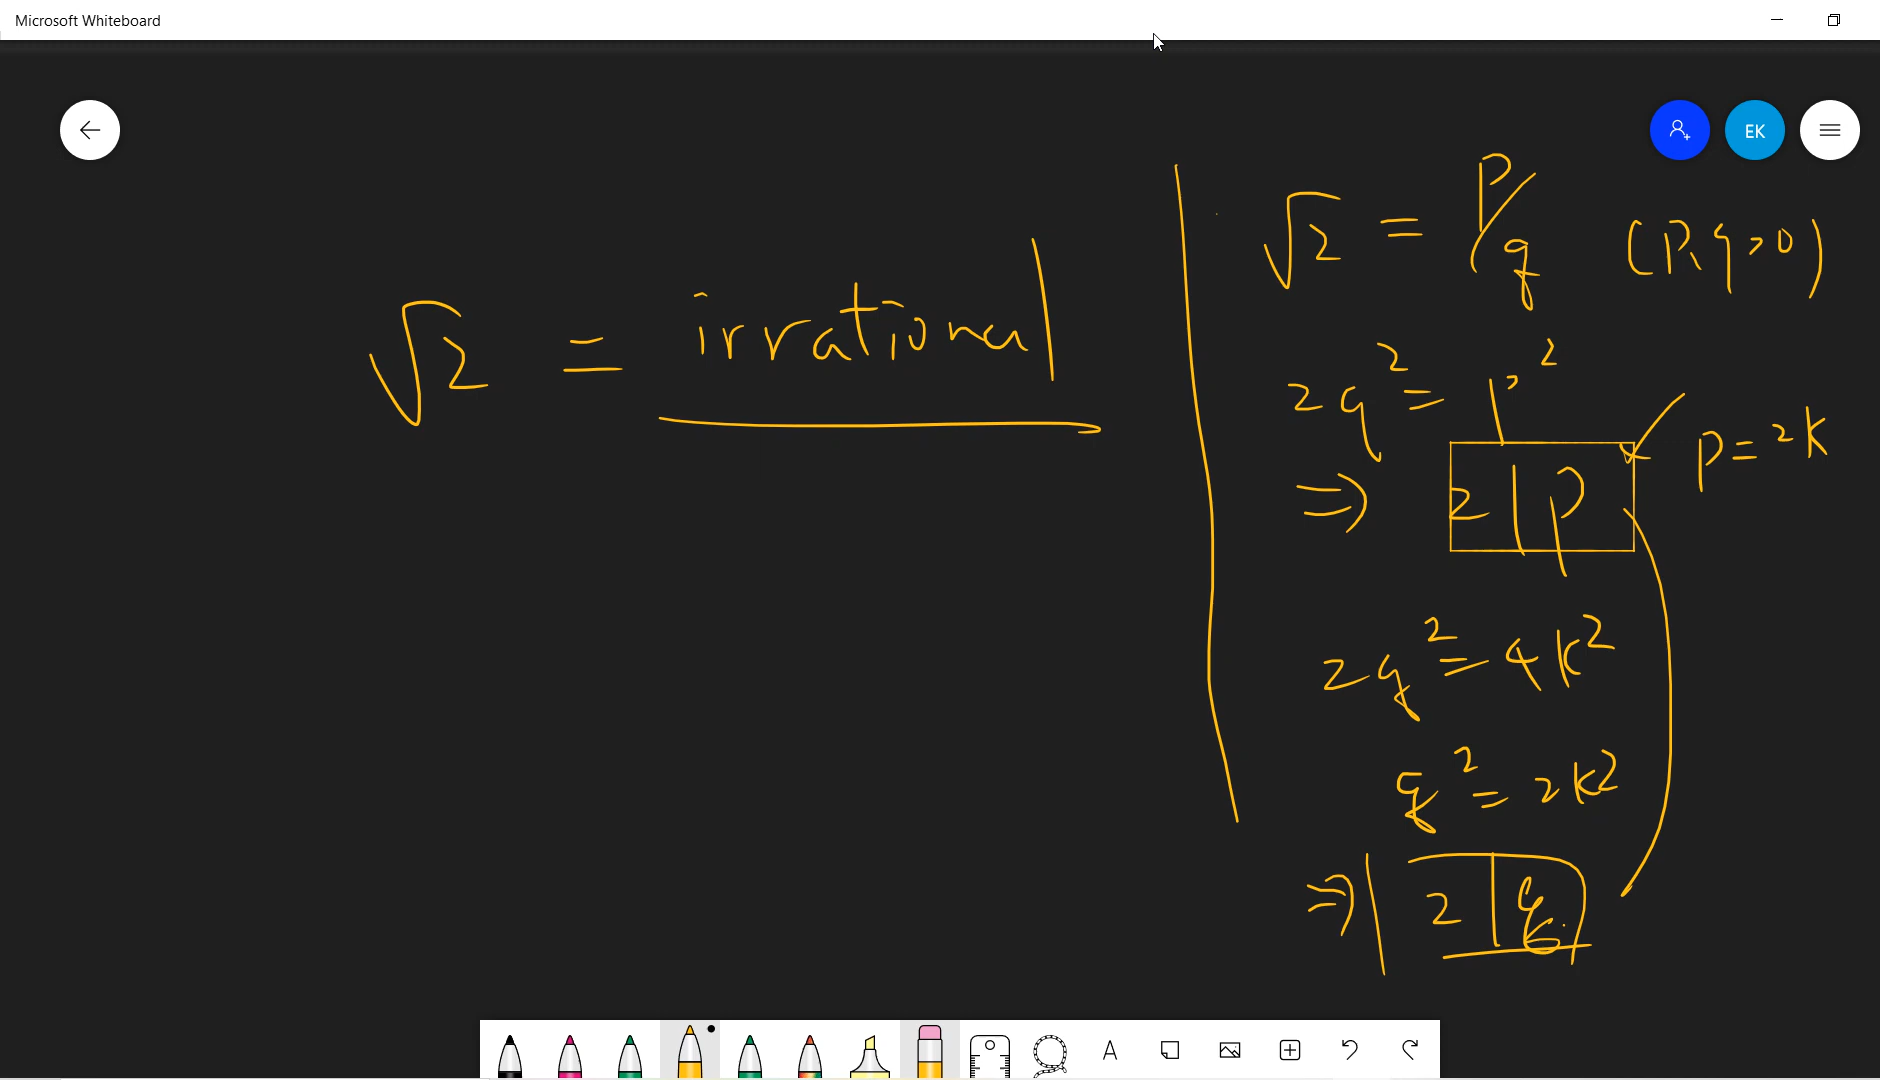 Microsoft Whiteboard
EK
√2 = irrational
√2 = P/q (P, q > 0)
2q² = p²
⇒ 2 | p
p = 2k
2q² = 4k²
q² = 2k²
⇒ 2 | q
A